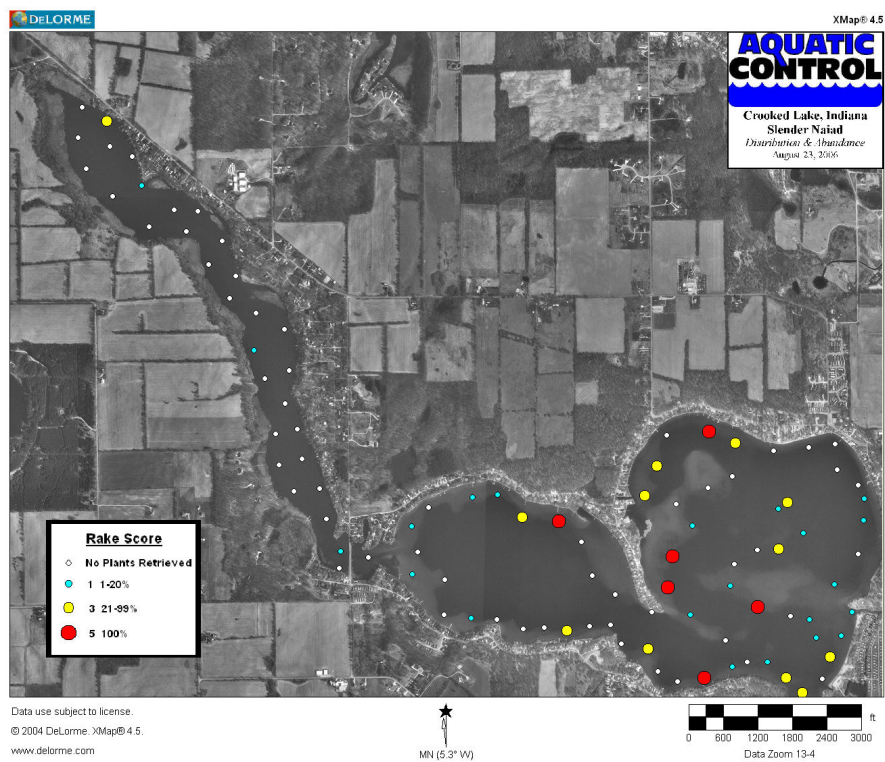 DELORME
XMap® 4.5
AQUATIC
CONTROL
Crooked Lake, Indiana
Slender Naiad
Distribution & Abundance
August 23, 2006
Rake Score
No Plants Retrieved
1 1-20%
3 21-99%
5 100%
Data use subject to license.
© 2004 DeLorme. XMap® 4.5.
www.delorme.com
MN (5.3° W)
ft
0 600 1200 1800 2400 3000
Data Zoom 13-4